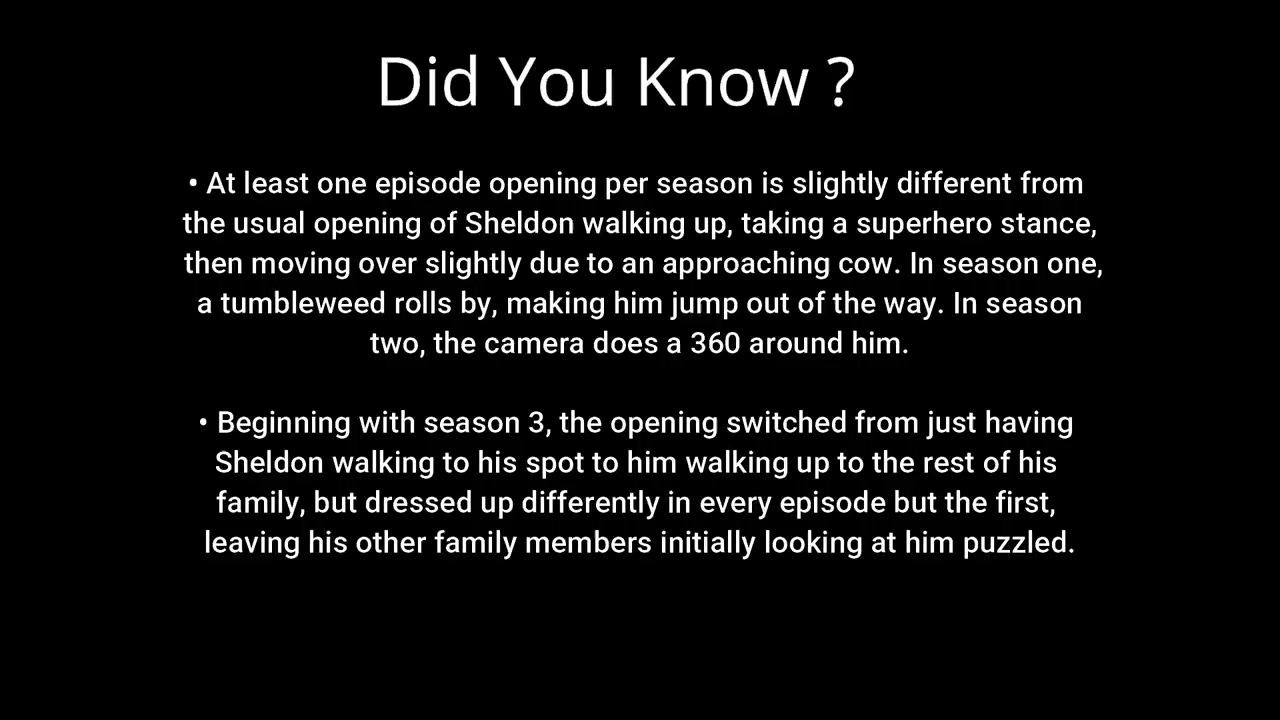 Did You Know ?
• At least one episode opening per season is slightly different from
the usual opening of Sheldon walking up, taking a superhero stance,
then moving over slightly due to an approaching cow. In season one,
a tumbleweed rolls by, making him jump out of the way. In season
two, the camera does a 360 around him.
• Beginning with season 3, the opening switched from just having
Sheldon walking to his spot to him walking up to the rest of his
family, but dressed up differently in every episode but the first,
leaving his other family members initially looking at him puzzled.